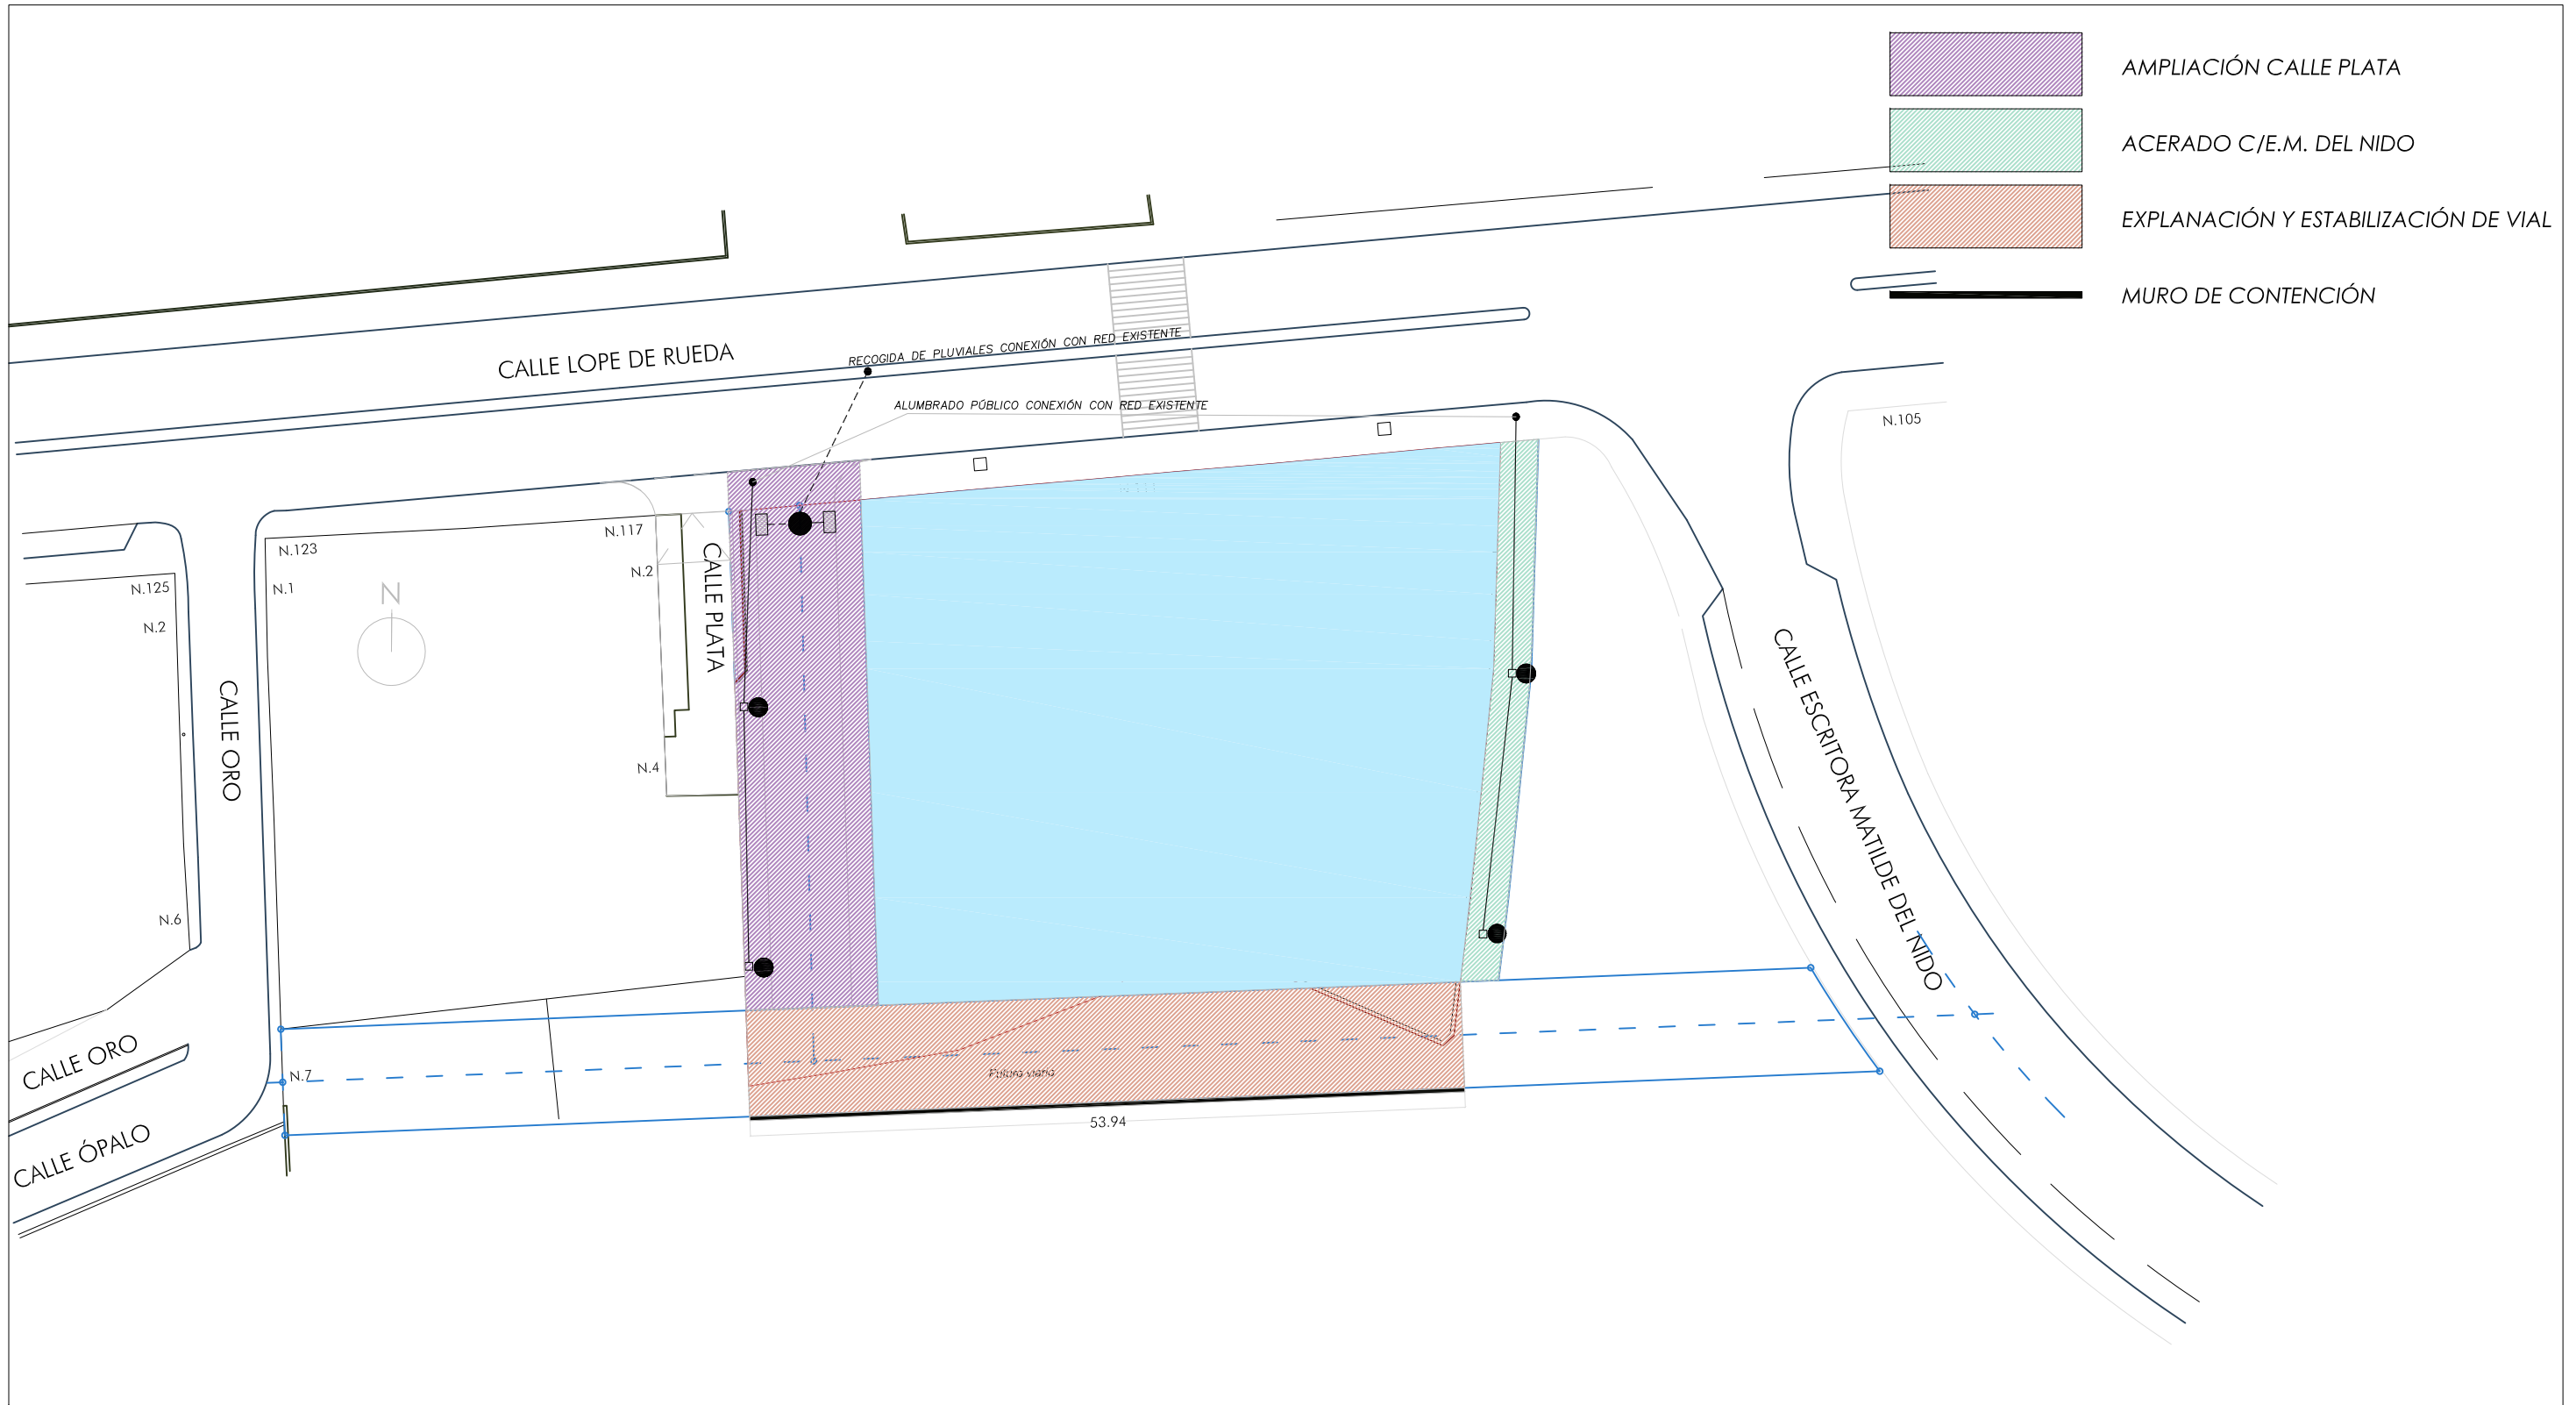 AMPLIACIÓN CALLE PLATA
ACERADO C/E.M. DEL NIDO
EXPLANACIÓN Y ESTABILIZACIÓN DE VIAL
MURO DE CONTENCIÓN
RECOGIDA DE PLUVIALES CONEXIÓN CON RED EXISTENTE
CALLE LOPE DE RUEDA
ALUMBRADO PÚBLICO CONEXIÓN CON RED EXISTENTE
N.105
N.117
N.123
N.2
N.125
N.1
N
N.2
CALLE PLATA
CALLE ORO
N.4
CALLE ESCRITORA MATILDE DEL NIDO
N.6
CALLE ORO
N.7
Futuro viario
53.94
CALLE ÓPALO